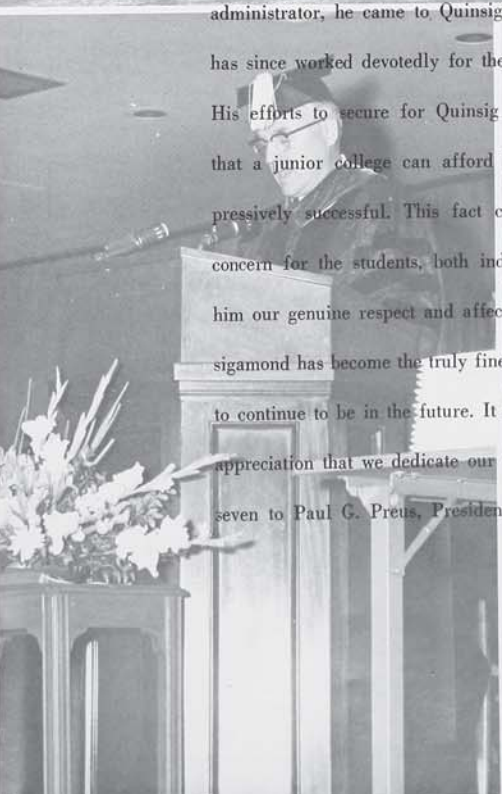 administrator, he came to Quinsig
has since worked devotedly for the
His efforts to secure for Quinsig
that a junior college can afford
pressively successful. This fact c
concern for the students, both ind
him our genuine respect and affec
sigamond has become the truly fine
to continue to be in the future. It
appreciation that we dedicate our
seven to Paul G. Preus, Presiden